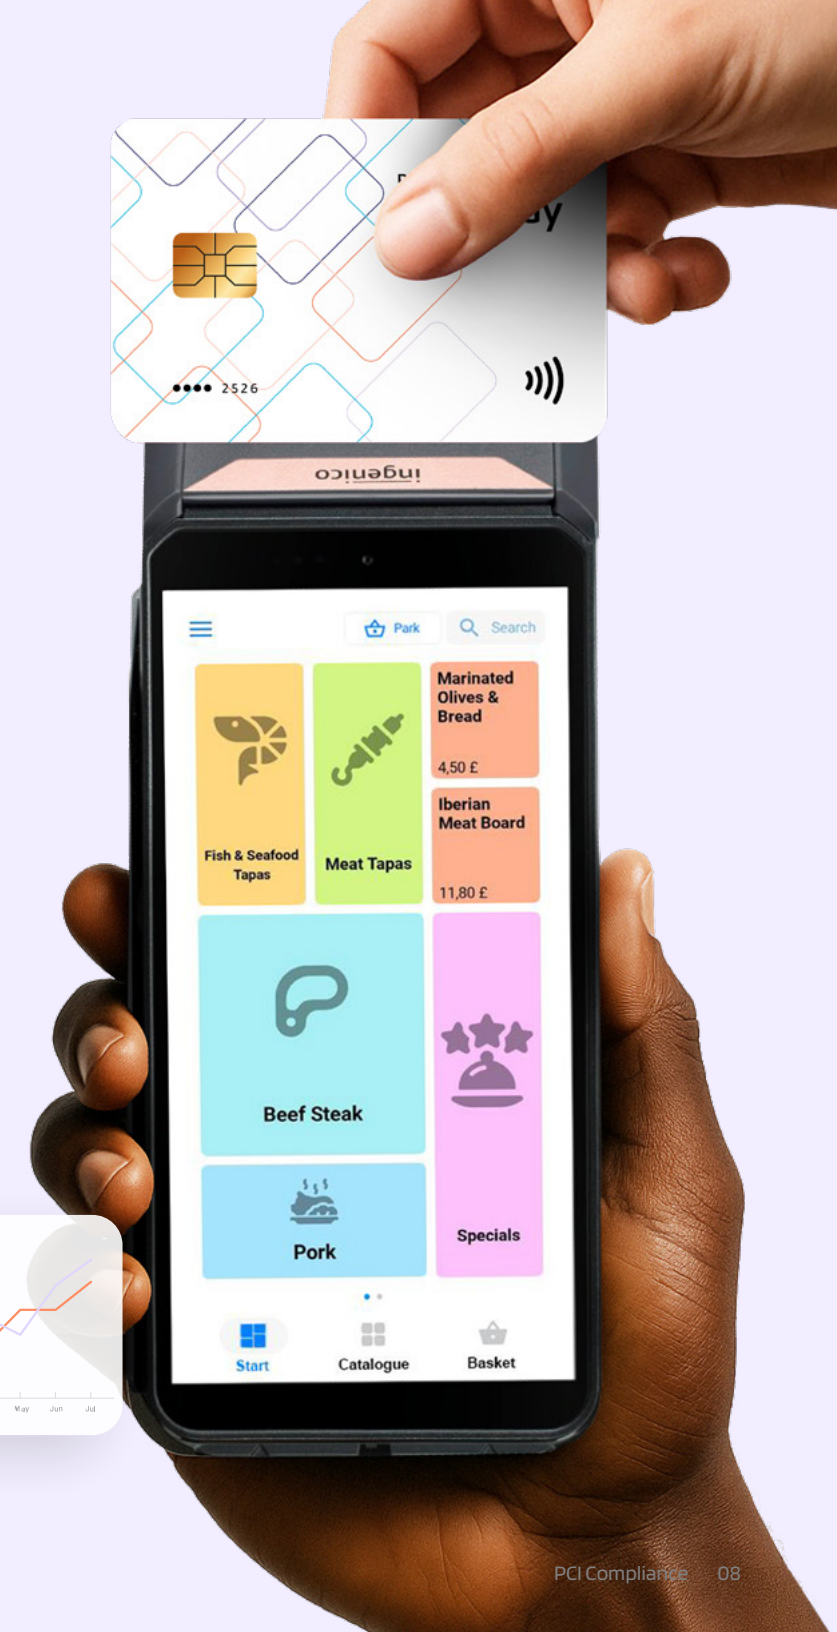 •••• 2526
ingenico
Park
Search
Marinated
Olives &
Bread
4,50 £
Iberian
Meat Board
11,80 £
Fish & Seafood
Tapas
Meat Tapas
Beef Steak
Pork
Specials
Start
Catalogue
Basket
May Jun Jul
PCI Compliance 08